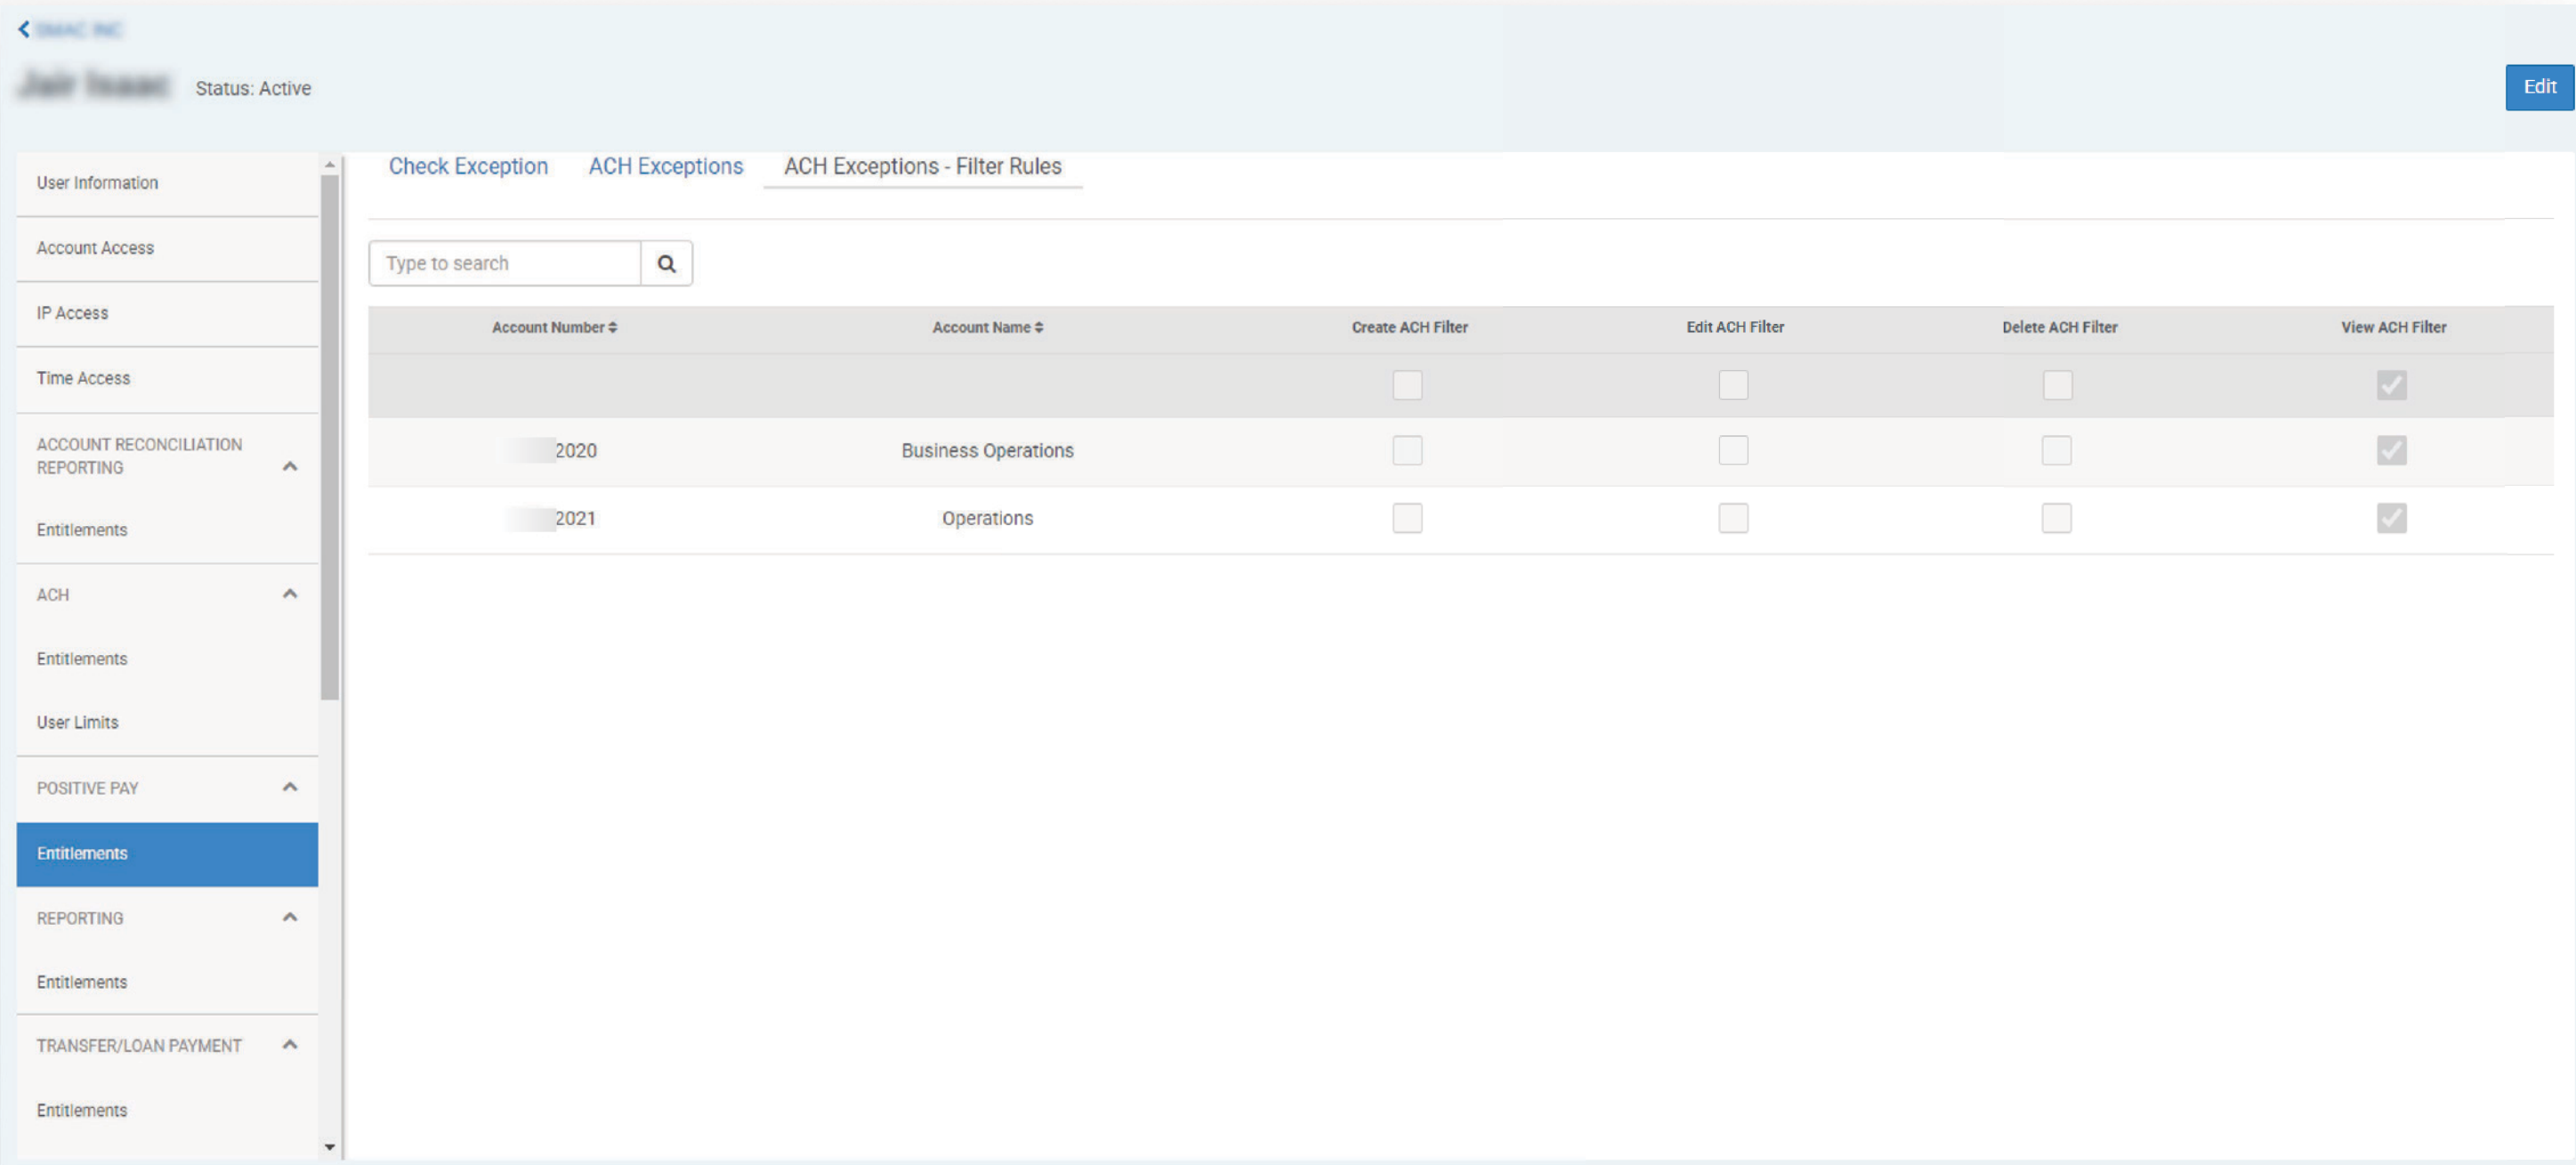 Status: Active
Edit
User Information
Account Access
IP Access
Time Access
ACCOUNT RECONCILIATION
REPORTING
Entitlements
ACH
Entitlements
User Limits
POSITIVE PAY
Entitlements
REPORTING
Entitlements
TRANSFER/LOAN PAYMENT
Entitlements
Check Exception ACH Exceptions ACH Exceptions - Filter Rules
Type to search
Account Number Account Name Create ACH Filter Edit ACH Filter Delete ACH Filter View ACH Filter
2020 Business Operations
2021 Operations